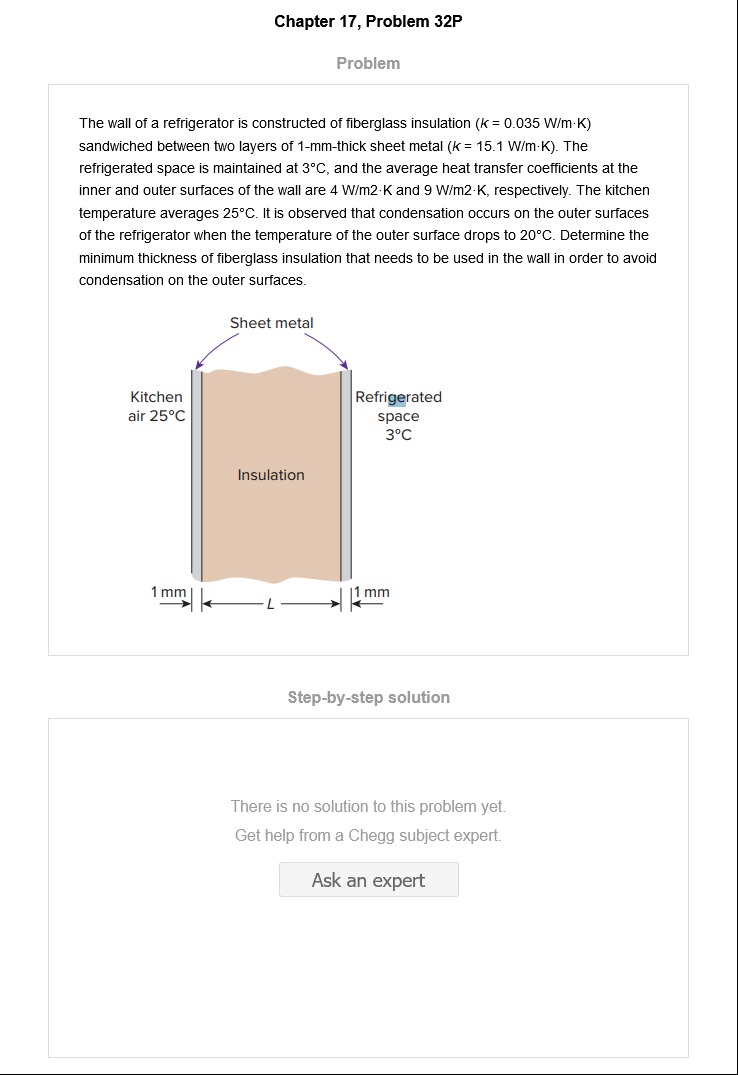 Chapter 17, Problem 32P
Problem
The wall of a refrigerator is constructed of fiberglass insulation (k = 0.035 W/m·K)
sandwiched between two layers of 1-mm-thick sheet metal (k = 15.1 W/m·K). The
refrigerated space is maintained at 3°C, and the average heat transfer coefficients at the
inner and outer surfaces of the wall are 4 W/m2·K and 9 W/m2·K, respectively. The kitchen
temperature averages 25°C. It is observed that condensation occurs on the outer surfaces
of the refrigerator when the temperature of the outer surface drops to 20°C. Determine the
minimum thickness of fiberglass insulation that needs to be used in the wall in order to avoid
condensation on the outer surfaces.
Sheet metal
Kitchen
air 25°C
Refrigerated
space
3°C
Insulation
1 mm
L
1 mm
Step-by-step solution
There is no solution to this problem yet.
Get help from a Chegg subject expert.
Ask an expert